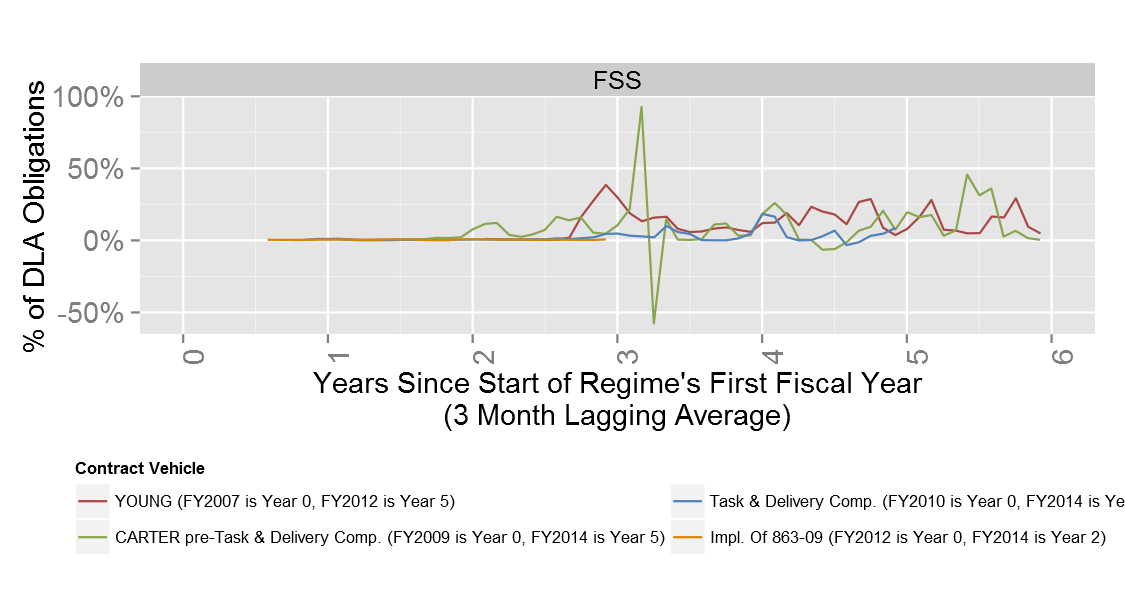 FSS
% of DLA Obligations
100%
50%
0%
-50%
0 1 2 3 4 5 6
Years Since Start of Regime's First Fiscal Year
(3 Month Lagging Average)
Contract Vehicle
YOUNG (FY2007 is Year 0, FY2012 is Year 5)
Task & Delivery Comp. (FY2010 is Year 0, FY2014 is Ye
CARTER pre-Task & Delivery Comp. (FY2009 is Year 0, FY2014 is Year 5)
Impl. Of 863-09 (FY2012 is Year 0, FY2014 is Year 2)